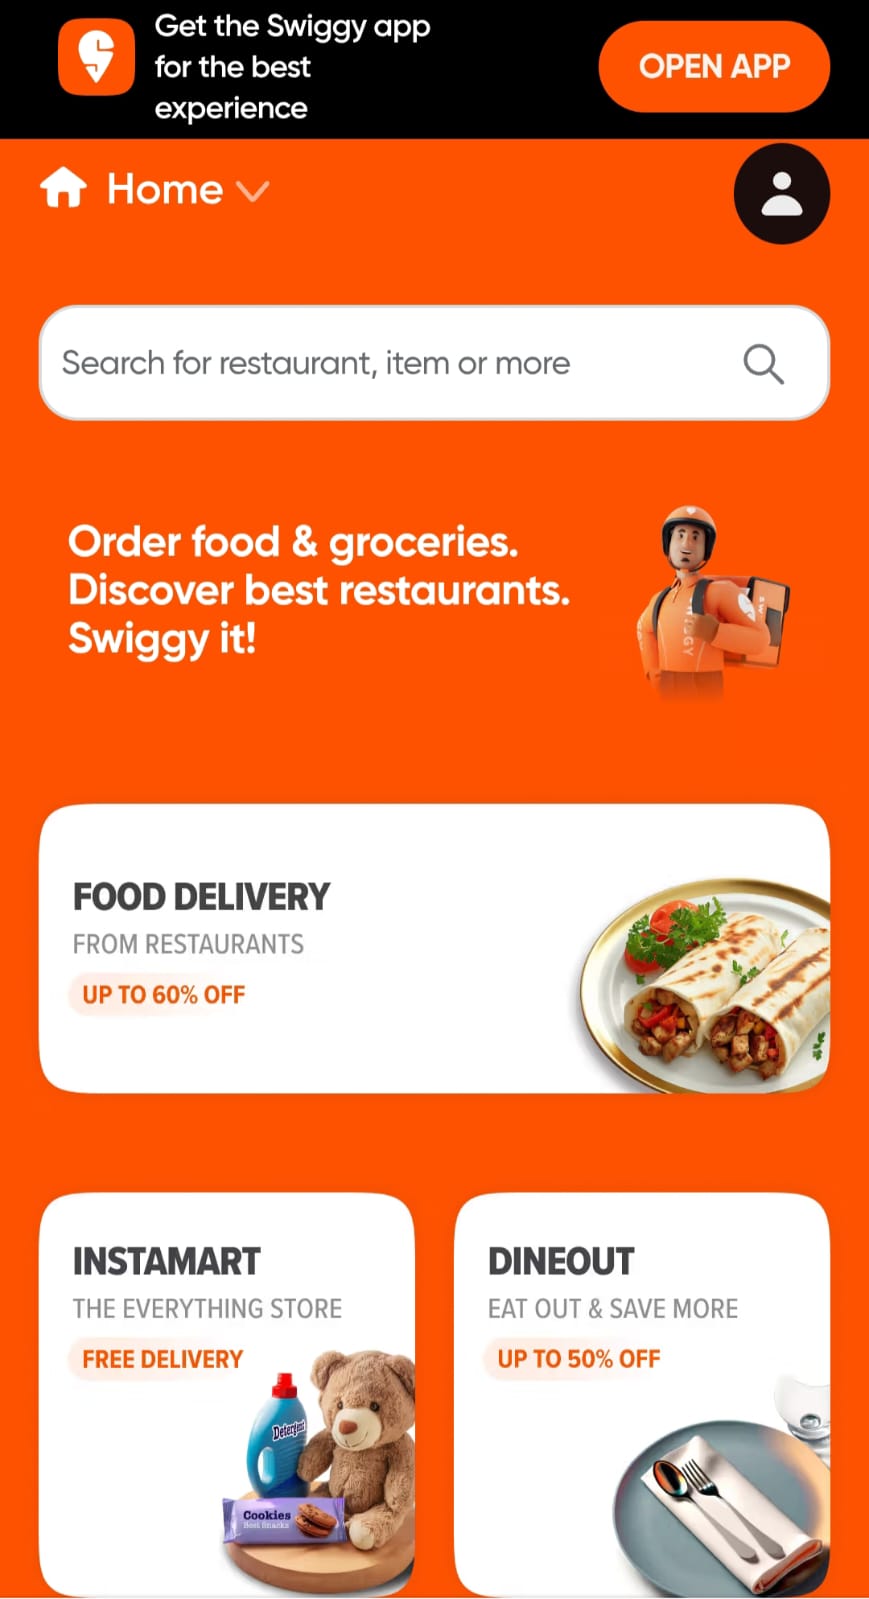 Get the Swiggy app
for the best
experience
OPEN APP
Home
Search for restaurant, item or more
Order food & groceries.
Discover best restaurants.
Swiggy it!
SWIGGY
FOOD DELIVERY
FROM RESTAURANTS
UP TO 60% OFF
INSTAMART
THE EVERYTHING STORE
FREE DELIVERY
Detergent
Cookies
Best Snacks
DINEOUT
EAT OUT & SAVE MORE
UP TO 50% OFF